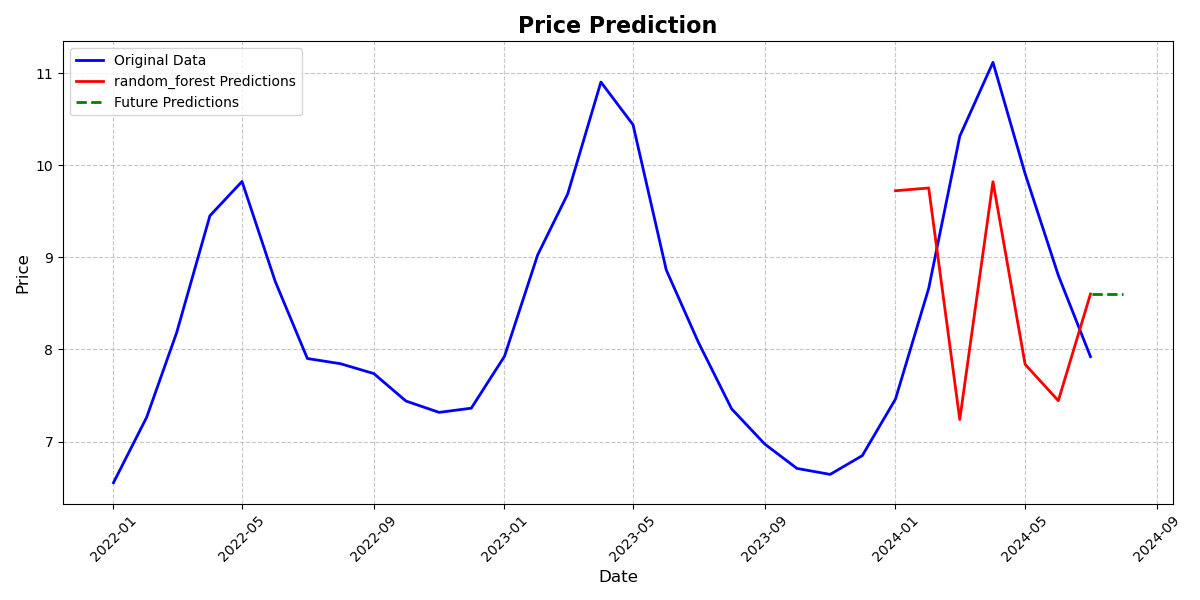 Price Prediction
Original Data
random_forest Predictions
Future Predictions
11
10
9
8
7
Price
2022-01
2022-05
2022-09
2023-01
2023-05
2023-09
2024-01
2024-05
2024-09
Date